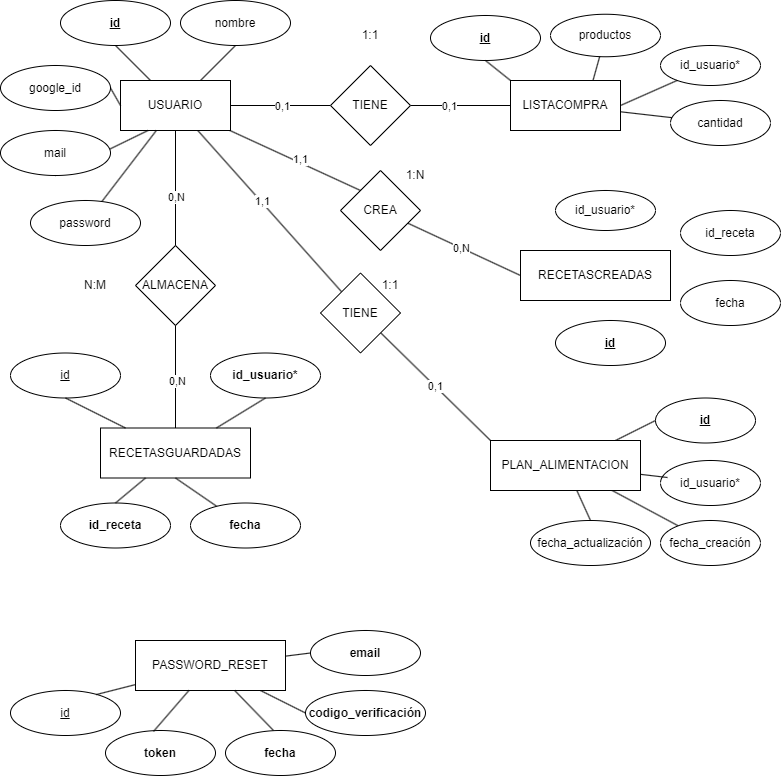 id
nombre
1:1
id
productos
google_id
USUARIO
0,1
TIENE
0,1
LISTACOMPRA
id_usuario*
cantidad
mail
1,1
1:N
password
0,N
1,1
CREA
id_usuario*
id_receta
0,N
RECETASCREADAS
N:M
ALMACENA
1:1
TIENE
fecha
id
id
0,N
id_usuario*
0,1
id
RECETASGUARDADAS
PLAN_ALIMENTACION
id_usuario*
id_receta
fecha
fecha_actualización
fecha_creación
PASSWORD_RESET
email
id
codigo_verificación
token
fecha